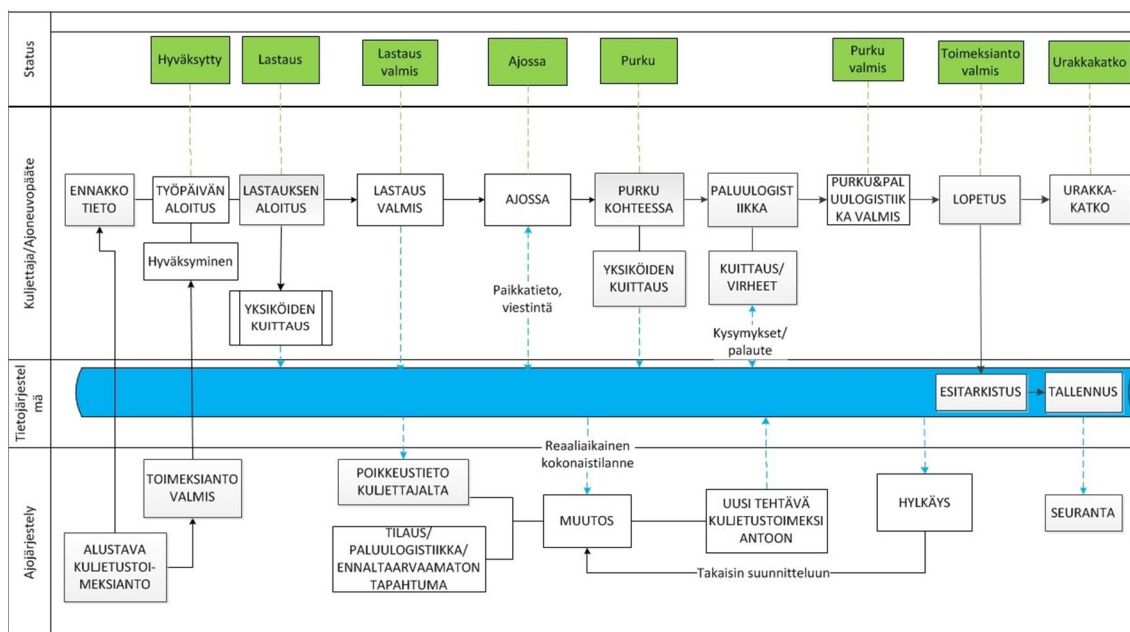 Status
Hyväksytty
Lastaus
Lastaus
valmis
Ajossa
Purku
Purku
valmis
Toimeksianto
valmis
Urakkakatko
Kuljettaja/Ajoneuvopääte
ENNAKKO
TIETO
TYÖPÄIVÄN
ALOITUS
LASTAUKSEN
ALOITUS
LASTAUS
VALMIS
AJOSSA
PURKU
KOHTEESSA
PALUULOGIST
IIKKA
PURKU&PAL
UULOGISTIIK
KA VALMIS
LOPETUS
URAKKA-
KATKO
Hyväksyminen
YKSIKÖIDEN
KUITTAUS
Paikkatieto,
viestintä
YKSIKÖIDEN
KUITTAUS
KUITTAUS/
VIRHEET
Kysymykset/
palaute
Tietojärjestel
mä
ESITARKISTUS
TALLENNUS
Ajojärjestely
ALUSTAVA
KULJETUSTOI-
MEKSIANTO
TOIMEKSIANTO
VALMIS
POIKKEUSTIETO
KULJETTAJALTA
TILAUS/
PALUULOGISTIIKKA/
ENNALTAARVAAMATON
TAPAHTUMA
Reaaliaikainen
kokonaistilanne
MUUTOS
UUSI TEHTÄVÄ
KULJETUSTOIMEKSI
ANTOON
HYLKÄYS
SEURANTA
Takaisin suunnitteluun